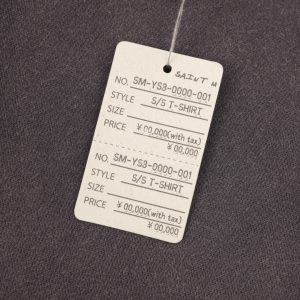 SAINT M
NO. SM-YS3-0000-001
STYLE S/S T-SHIRT
SIZE
PRICE ¥00,000(with tax)
¥00,000
NO. SM-YS3-0000-001
STYLE S/S T-SHIRT
SIZE
PRICE ¥00,000(with tax)
¥00,000